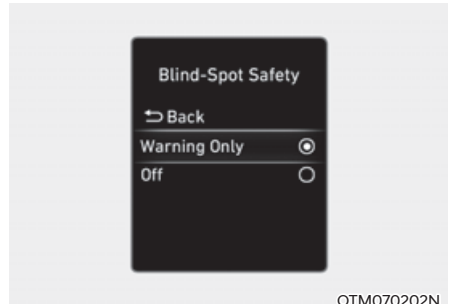 Blind-Spot Safety
Back
Warning Only
Off
OTM070202N